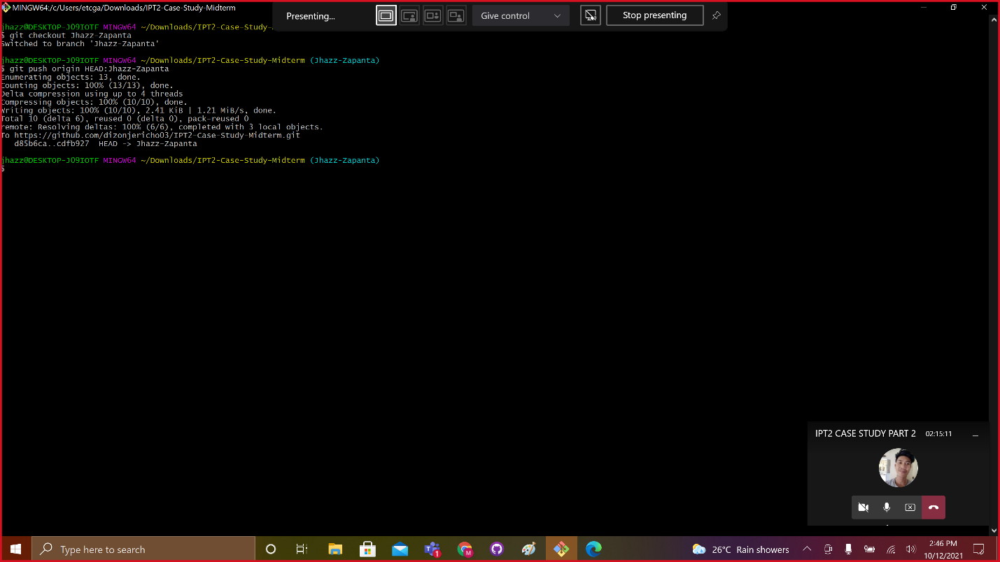 MINGW64:/c/Users/etcga/Downloads/IPT2-Case-Study-Midterm
Presenting...
Give control
Stop presenting
jhazz@DESKTOP-J09IOTF MINGW64 ~/Downloads/IPT2-Case-Study-
$ git checkout Jhazz-Zapanta
Switched to branch 'Jhazz-Zapanta'
jhazz@DESKTOP-J09IOTF MINGW64 ~/Downloads/IPT2-Case-Study-Midterm (Jhazz-Zapanta)
$ git push origin HEAD:Jhazz-Zapanta
Enumerating objects: 13, done.
Counting objects: 100% (13/13), done.
Delta compression using up to 4 threads
Compressing objects: 100% (10/10), done.
Writing objects: 100% (10/10), 2.41 KiB | 1.21 MiB/s, done.
Total 10 (delta 6), reused 0 (delta 0), pack-reused 0
remote: Resolving deltas: 100% (6/6), completed with 3 local objects.
To https://github.com/dizonjericho03/IPT2-Case-Study-Midterm.git
d85b6ca..cdfb927  HEAD -> Jhazz-Zapanta
jhazz@DESKTOP-J09IOTF MINGW64 ~/Downloads/IPT2-Case-Study-Midterm (Jhazz-Zapanta)
$
IPT2 CASE STUDY PART 2 02:15:11
Type here to search
1
M
26°C Rain showers
2:46 PM
10/12/2021